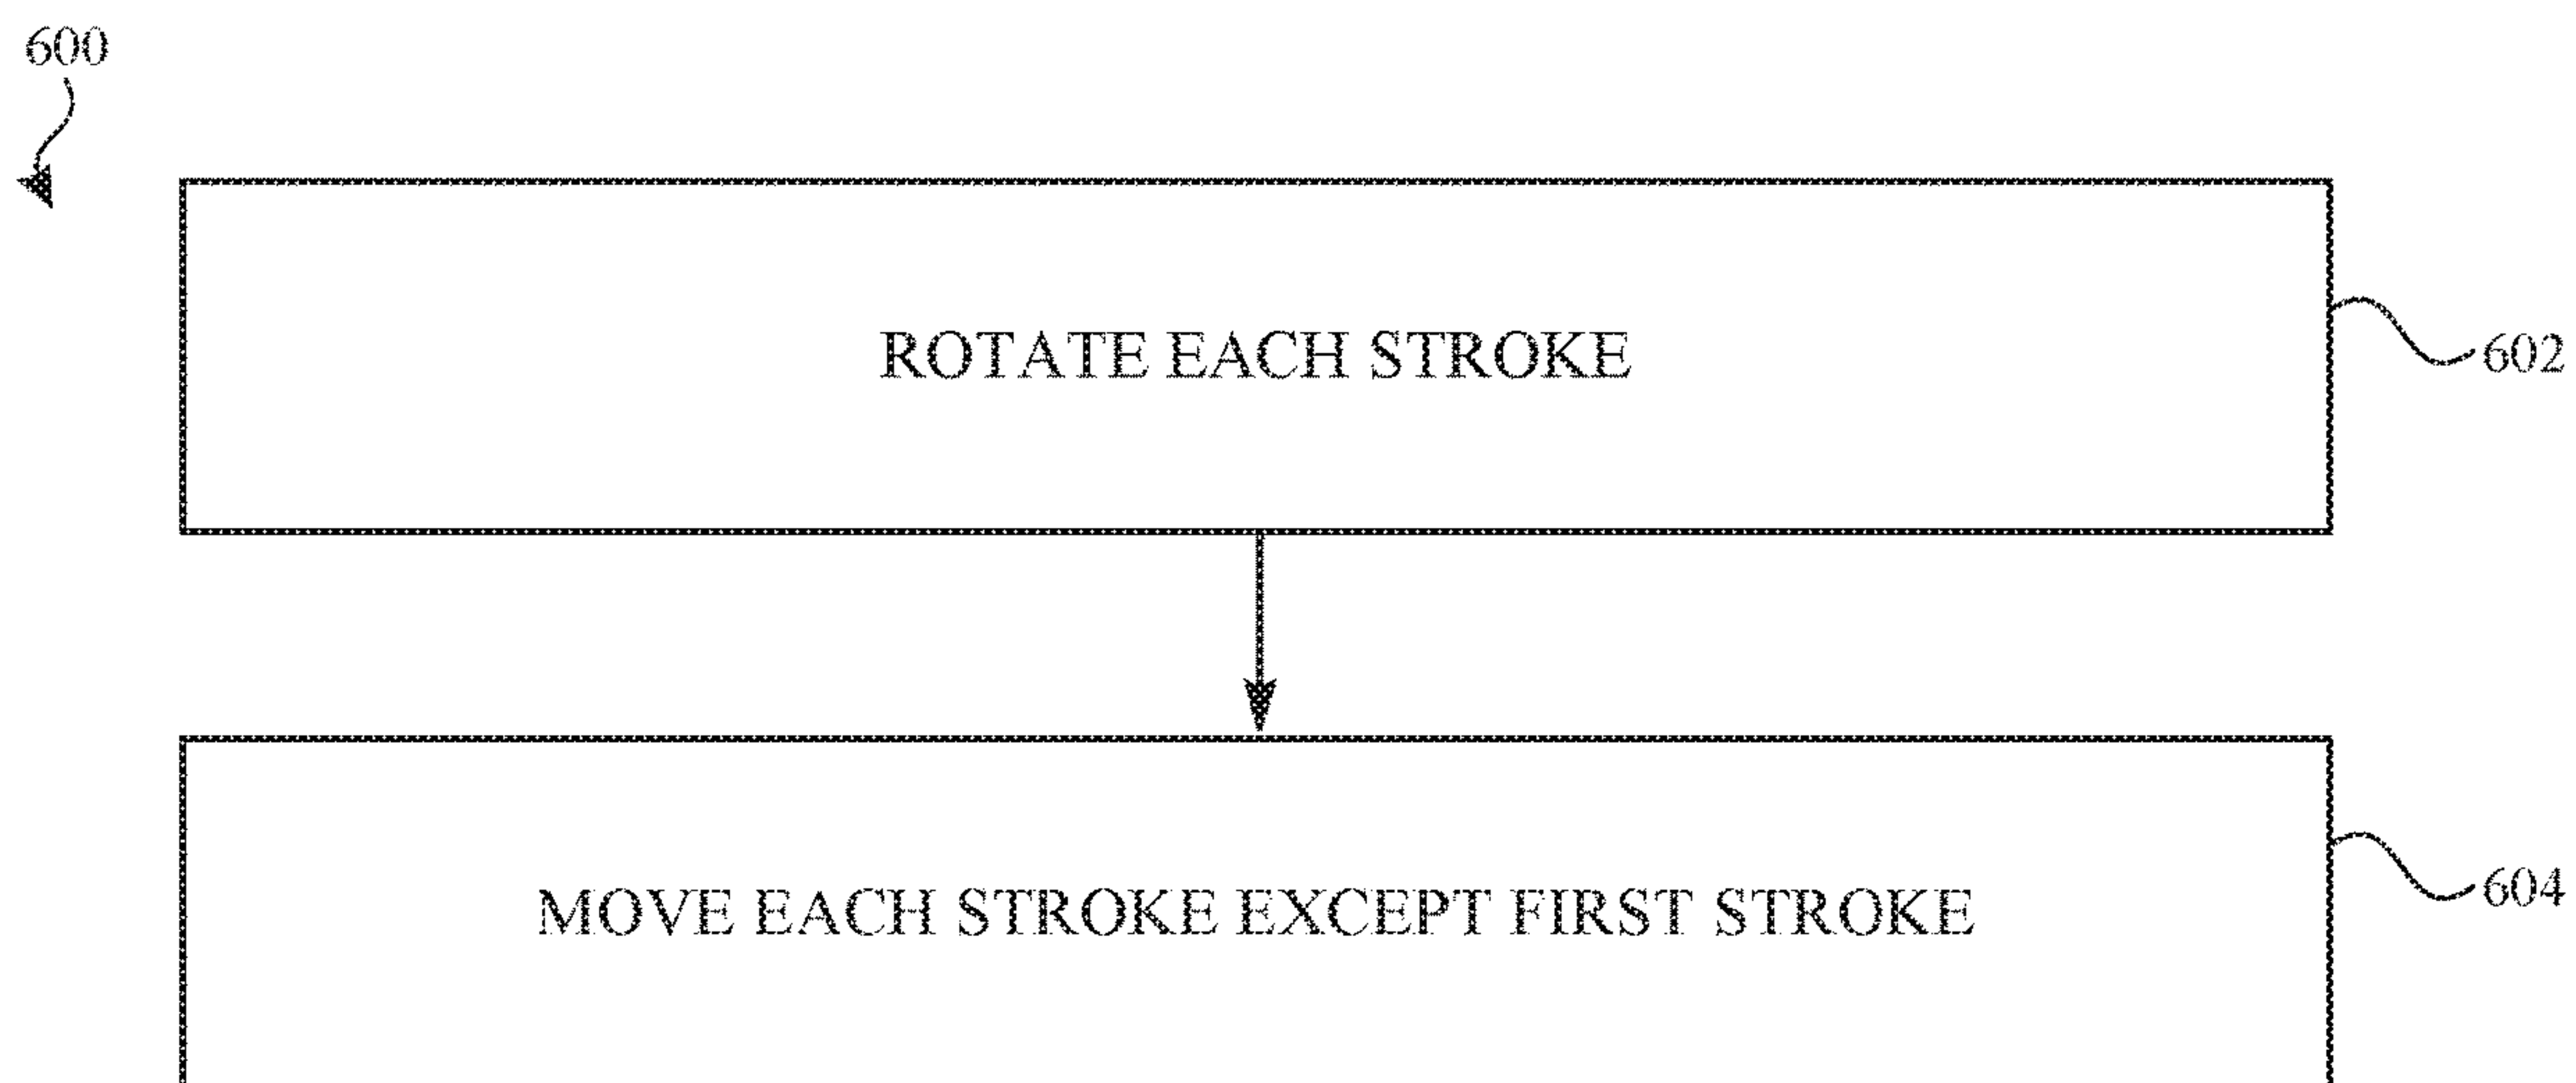 600
ROTATE EACH STROKE
602
MOVE EACH STROKE EXCEPT FIRST STROKE
604